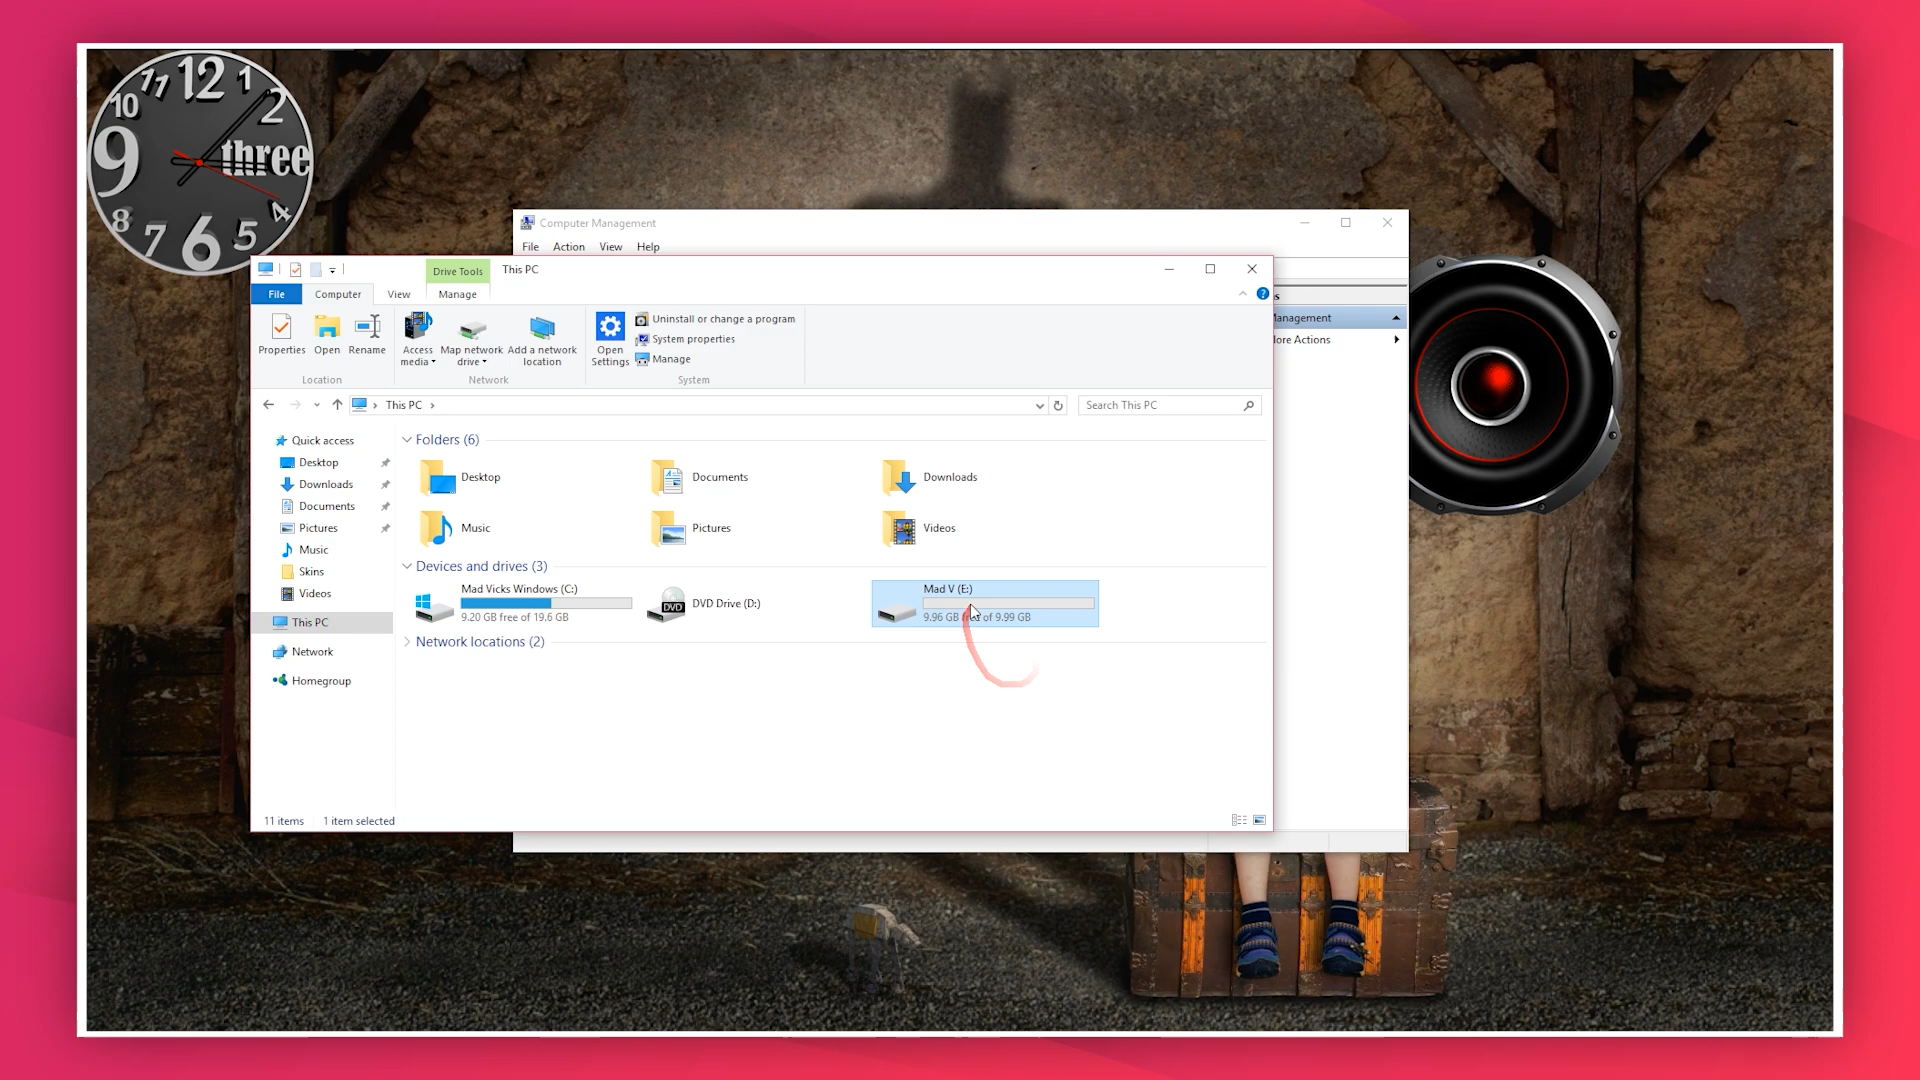 12
11
1
10
2
9
three
8
4
7
6
5
Computer Management
File Action View Help
Drive Tools
This PC
File Computer View Manage
Properties
Open
Rename
Access media
Map network drive
Add a network location
Open Settings
Uninstall or change a program
System properties
Manage
Location
Network
System
This PC
Search This PC
Management
More Actions
Quick access
Desktop
Downloads
Documents
Pictures
Music
Skins
Videos
This PC
Network
Homegroup
Folders (6)
Desktop
Documents
Downloads
Music
Pictures
Videos
Devices and drives (3)
Mad Vicks Windows (C:)
9.20 GB free of 19.6 GB
DVD
DVD Drive (D:)
Mad V (E:)
9.96 GB free of 9.99 GB
Network locations (2)
11 items
1 item selected